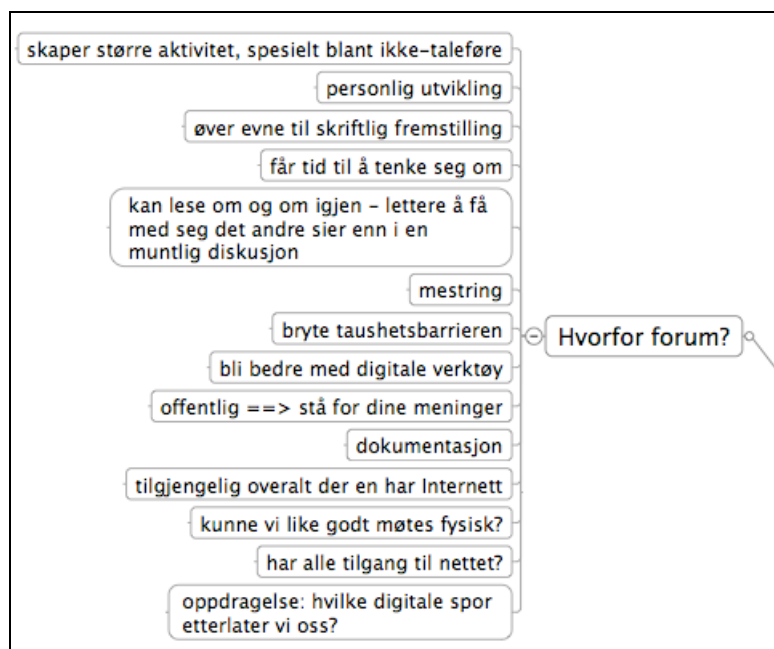 skaper større aktivitet, spesielt blant ikke-taleføre
personlig utvikling
øver evne til skriftlig fremstilling
får tid til å tenke seg om
kan lese om og om igjen - lettere å få
med seg det andre sier enn i en
muntlig diskusjon
mestring
bryte taushetsbarrieren
Hvorfor forum?
bli bedre med digitale verktøy
offentlig ==> stå for dine meninger
dokumentasjon
tilgjengelig overalt der en har Internett
kunne vi like godt møtes fysisk?
har alle tilgang til nettet?
oppdragelse: hvilke digitale spor
etterlater vi oss?